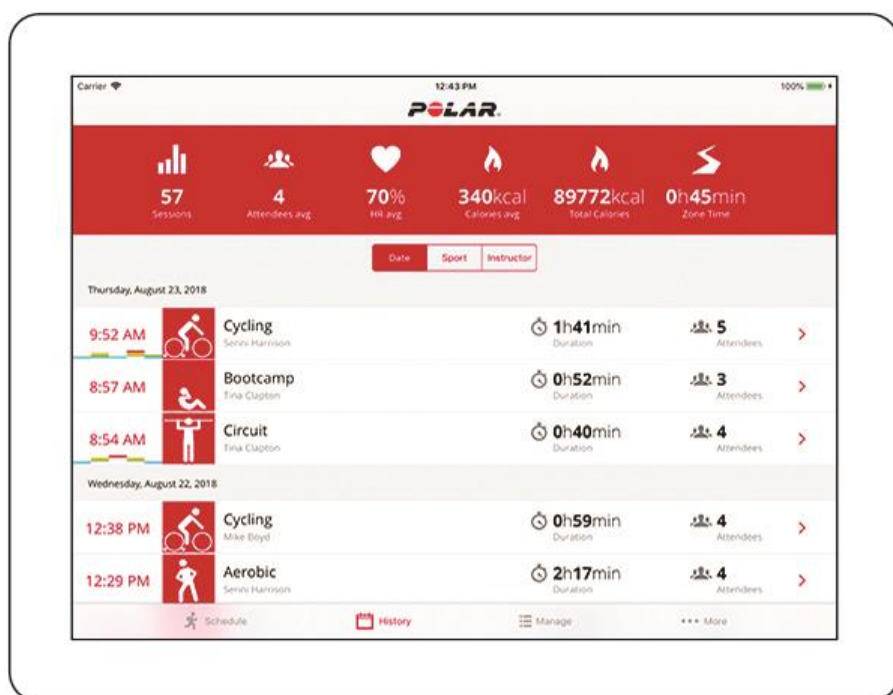 Carrier
12:43 PM
100%
POLAR.
57
Sessions
4
Attendees avg
70%
HR avg
340kcal
Calories avg
89772kcal
Total Calories
0h45min
Zone Time
Date Sport Instructor
Thursday, August 23, 2018
9:52 AM
Cycling
Senni Harrison
1h41min
Duration
5
Attendees
8:57 AM
Bootcamp
Tina Clapton
0h52min
Duration
3
Attendees
8:54 AM
Circuit
Tina Clapton
0h40min
Duration
4
Attendees
Wednesday, August 22, 2018
12:38 PM
Cycling
Mike Boyd
0h59min
Duration
4
Attendees
12:29 PM
Aerobic
Senni Harrison
2h17min
Duration
4
Attendees
Schedule History Manage More